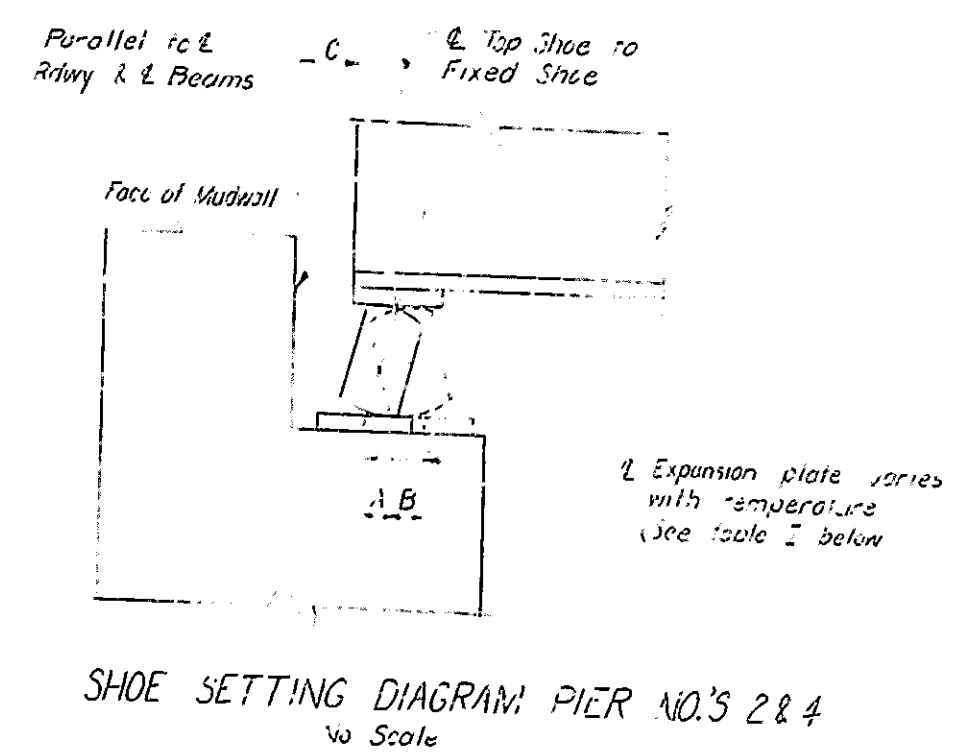 Parallel to ℄
Rdwy & ℄ Beams
C
℄ Top Shoe to
Fixed Shoe
Face of Mudwall
A B
℄ Expansion plate varies
with temperature
(See table I below
SHOE SETTING DIAGRAM PIER NO.'S 2 & 4
No Scale